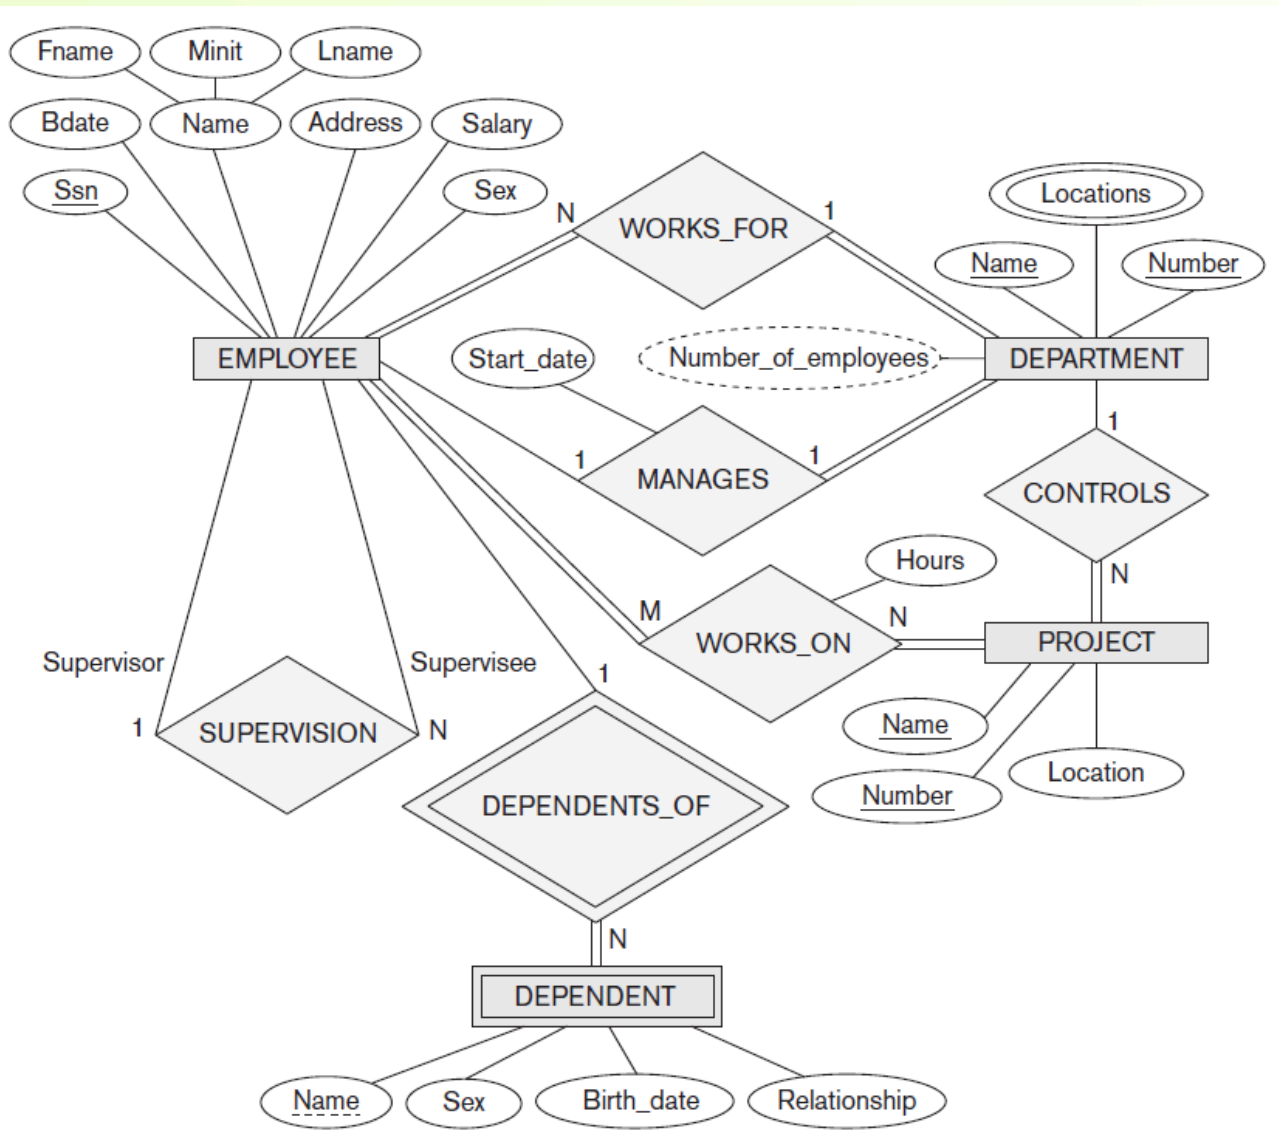 Fname
Minit
Lname
Bdate
Name
Address
Salary
Ssn
Sex
N
WORKS_FOR
1
Locations
Name
Number
EMPLOYEE
Start_date
Number_of_employees
DEPARTMENT
1
MANAGES
1
1
CONTROLS
N
Hours
M
WORKS_ON
N
PROJECT
Supervisor
Supervisee
1
1
SUPERVISION
N
Name
Number
Location
DEPENDENTS_OF
N
DEPENDENT
Name
Sex
Birth_date
Relationship